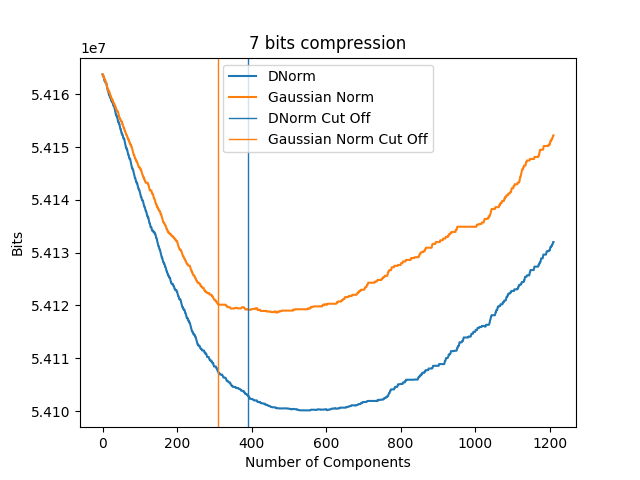 7 bits compression
1e7
DNorm
Gaussian Norm
DNorm Cut Off
Gaussian Norm Cut Off
5.416
5.415
5.414
5.413
5.412
5.411
5.410
Bits
0 200 400 600 800 1000 1200
Number of Components